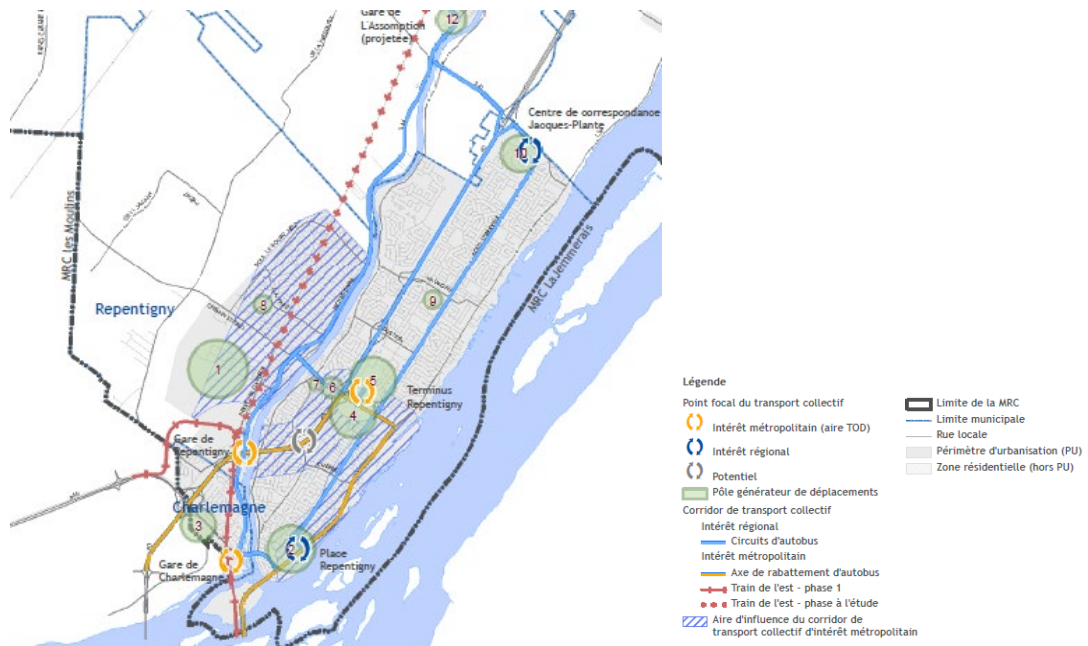 Gare de
L'Assomption
(projetée)
12
Centre de correspondance
Jacques-Plante
10
MRC Les Moulins
MRC Lajemmerais
Repentigny
8
9
1
7
6
5
4
Terminus
Repentigny
Gare de
Repentigny
Charlemagne
3
2
Place
Repentigny
Gare de
Charlemagne
Légende
Point focal du transport collectif
Intérêt métropolitain (aire TOD)
Intérêt régional
Potentiel
Pôle générateur de déplacements
Corridor de transport collectif
Intérêt régional
Circuits d'autobus
Intérêt métropolitain
Axe de rabattement d'autobus
Train de l'est - phase 1
Train de l'est - phase à l'étude
Aire d'influence du corridor de
transport collectif d'intérêt métropolitain
Limite de la MRC
Limite municipale
Rue locale
Périmètre d'urbanisation (PU)
Zone résidentielle (hors PU)